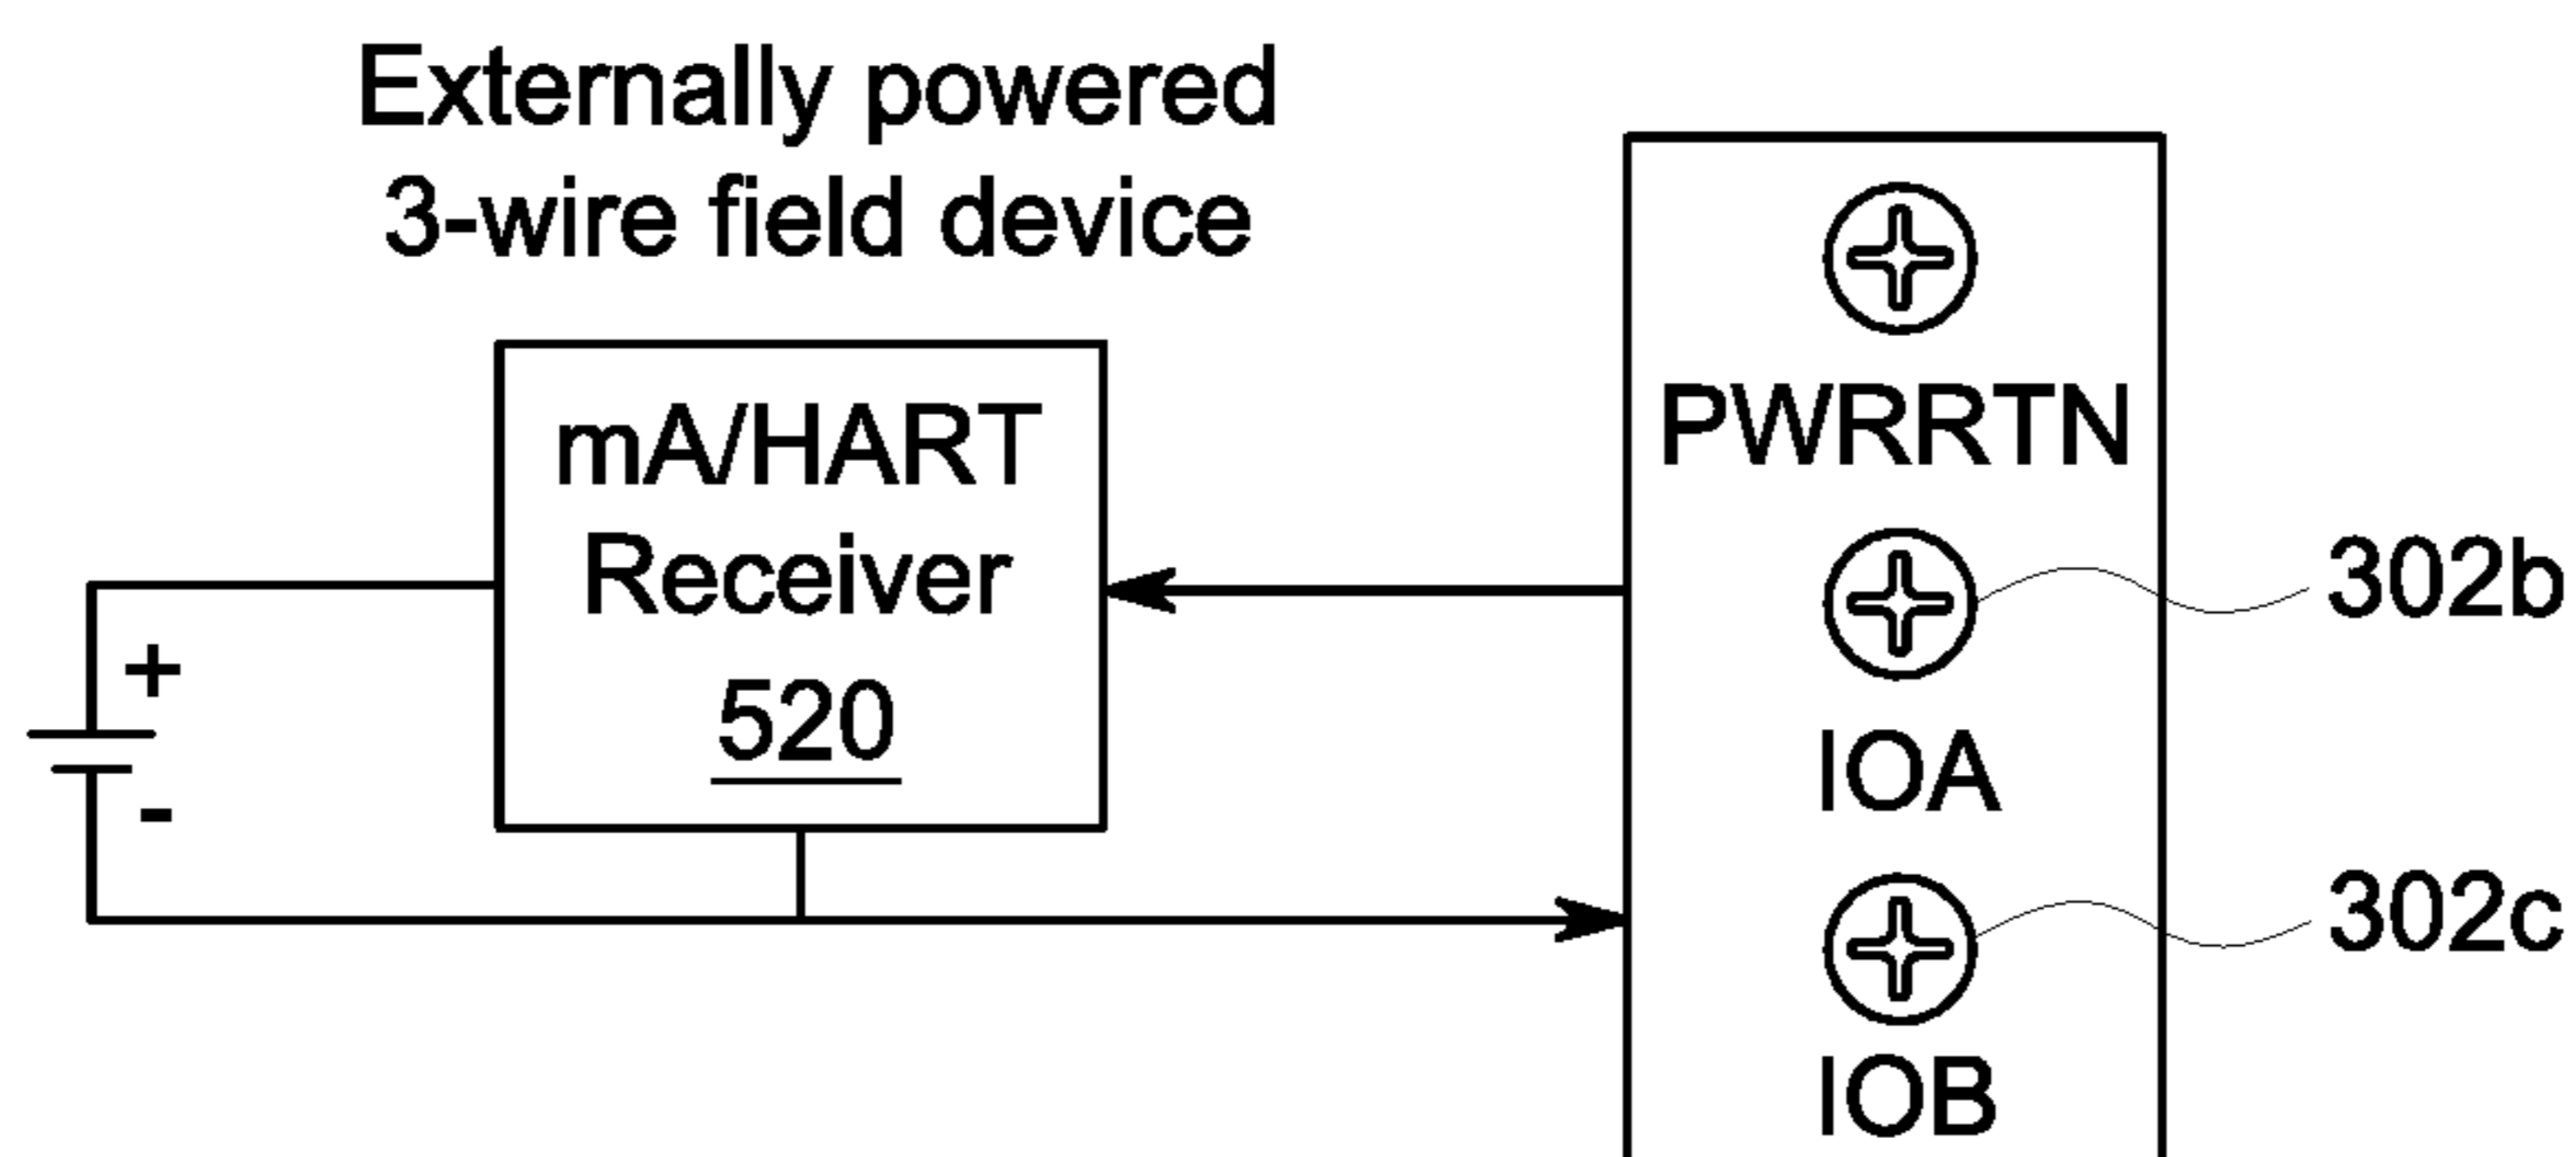 Externally powered
3-wire field device
mA/HART
Receiver
520
+
-
PWRRTN
IOA
IOB
302b
302c